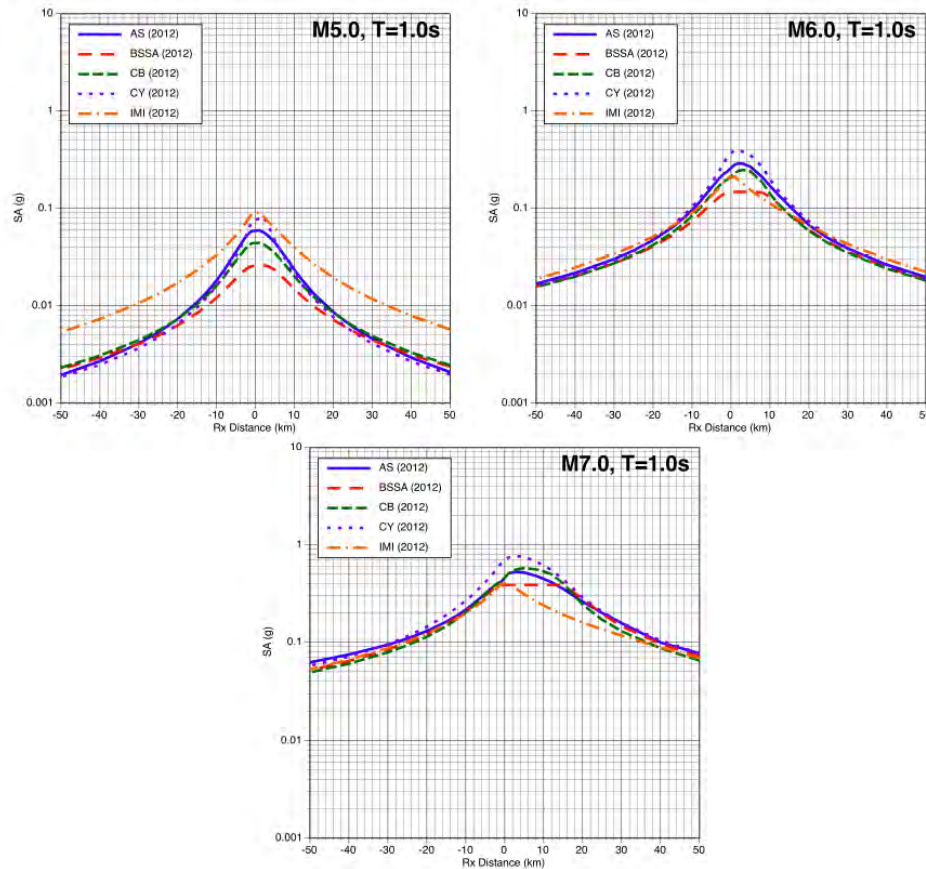 M5.0, T=1.0s
AS (2012)
BSSA (2012)
CB (2012)
CY (2012)
IMI (2012)
SA (g)
10
1
0.1
0.01
0.001
-50 -40 -30 -20 -10 0 10 20 30 40 50
Rx Distance (km)
M6.0, T=1.0s
AS (2012)
BSSA (2012)
CB (2012)
CY (2012)
IMI (2012)
SA (g)
10
1
0.1
0.01
0.001
-50 -40 -30 -20 -10 0 10 20 30 40 50
Rx Distance (km)
M7.0, T=1.0s
AS (2012)
BSSA (2012)
CB (2012)
CY (2012)
IMI (2012)
SA (g)
10
1
0.1
0.01
0.001
-50 -40 -30 -20 -10 0 10 20 30 40 50
Rx Distance (km)